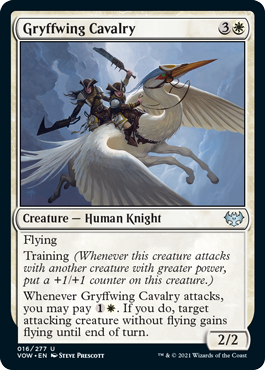 Gryffwing Cavalry 3
Creature — Human Knight
Flying
Training (Whenever this creature attacks
with another creature with greater power,
put a +1/+1 counter on this creature.)
Whenever Gryffwing Cavalry attacks,
you may pay 1. If you do, target
attacking creature without flying gains
flying until end of turn.
2/2
016/277 U
VOW • EN STEVE PRESCOTT
™ & © 2021 Wizards of the Coast